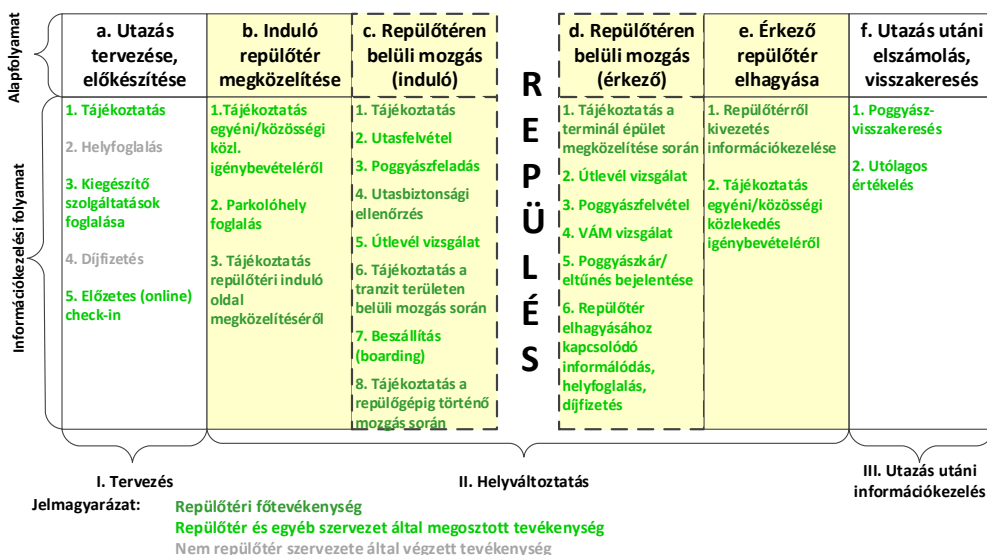 Alapfolyamat
a. Utazás
tervezése,
előkészítése
b. Induló
repülőtér
megközelítése
c. Repülőtéren
belüli mozgás
(induló)
REPÜLÉS
d. Repülőtéren
belüli mozgás
(érkező)
e. Érkező
repülőtér
elhagyása
f. Utazás utáni
elszámolás,
visszakeresés
Információkezelési folyamat
1. Tájékoztatás
2. Helyfoglalás
3. Kiegészítő
szolgáltatások
foglalása
4. Díjfizetés
5. Előzetes (online)
check-in
1.Tájékoztatás
egyéni/közösségi
közl.
igénybevételéről
2. Parkolóhely
foglalás
3. Tájékoztatás
repülőtéri induló
oldal
megközelítéséről
1. Tájékoztatás
2. Utasfelvétel
3. Poggyászfeladás
4. Utasbiztonsági
ellenőrzés
5. Útlevél vizsgálat
6. Tájékoztatás a
tranzit területen
belüli mozgás során
7. Beszállítás
(boarding)
8. Tájékoztatás a
repülőgépig történő
mozgás során
1. Tájékoztatás a
terminál épület
megközelítése során
2. Útlevél vizsgálat
3. Poggyászfelvétel
4. VÁM vizsgálat
5. Poggyászkár/
eltűnés bejelentése
6. Repülőtér
elhagyásához
kapcsolódó
informálódás,
helyfoglalás,
díjfizetés
1. Repülőtérről
kivezetés
információkezelése
2. Tájékoztatás
egyéni/közösségi
közlekedés
igénybevételéről
1. Poggyász-
visszakeresés
2. Utólagos
értékelés
I. Tervezés
II. Helyváltoztatás
III. Utazás utáni
információkezelés
Jelmagyarázat:
Repülőtéri főtevékenység
Repülőtér és egyéb szervezet által megosztott tevékenység
Nem repülőtér szervezete által végzett tevékenység